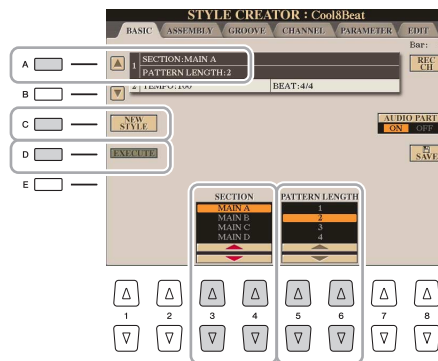 STYLE CREATOR : Cool8Beat
BASIC ASSEMBLY GROOVE CHANNEL PARAMETER EDIT
Bar:
A
1 SECTION:MAIN A
PATTERN LENGTH:2
REC CH
B
2 TEMPO:100 BEAT:4/4
C
NEW STYLE
AUDIO PART
ON OFF
D
EXECUTE
SAVE
E
SECTION PATTERN LENGTH
MAIN A 1
MAIN B 2
MAIN C 3
MAIN D 4
1 2 3 4 5 6 7 8